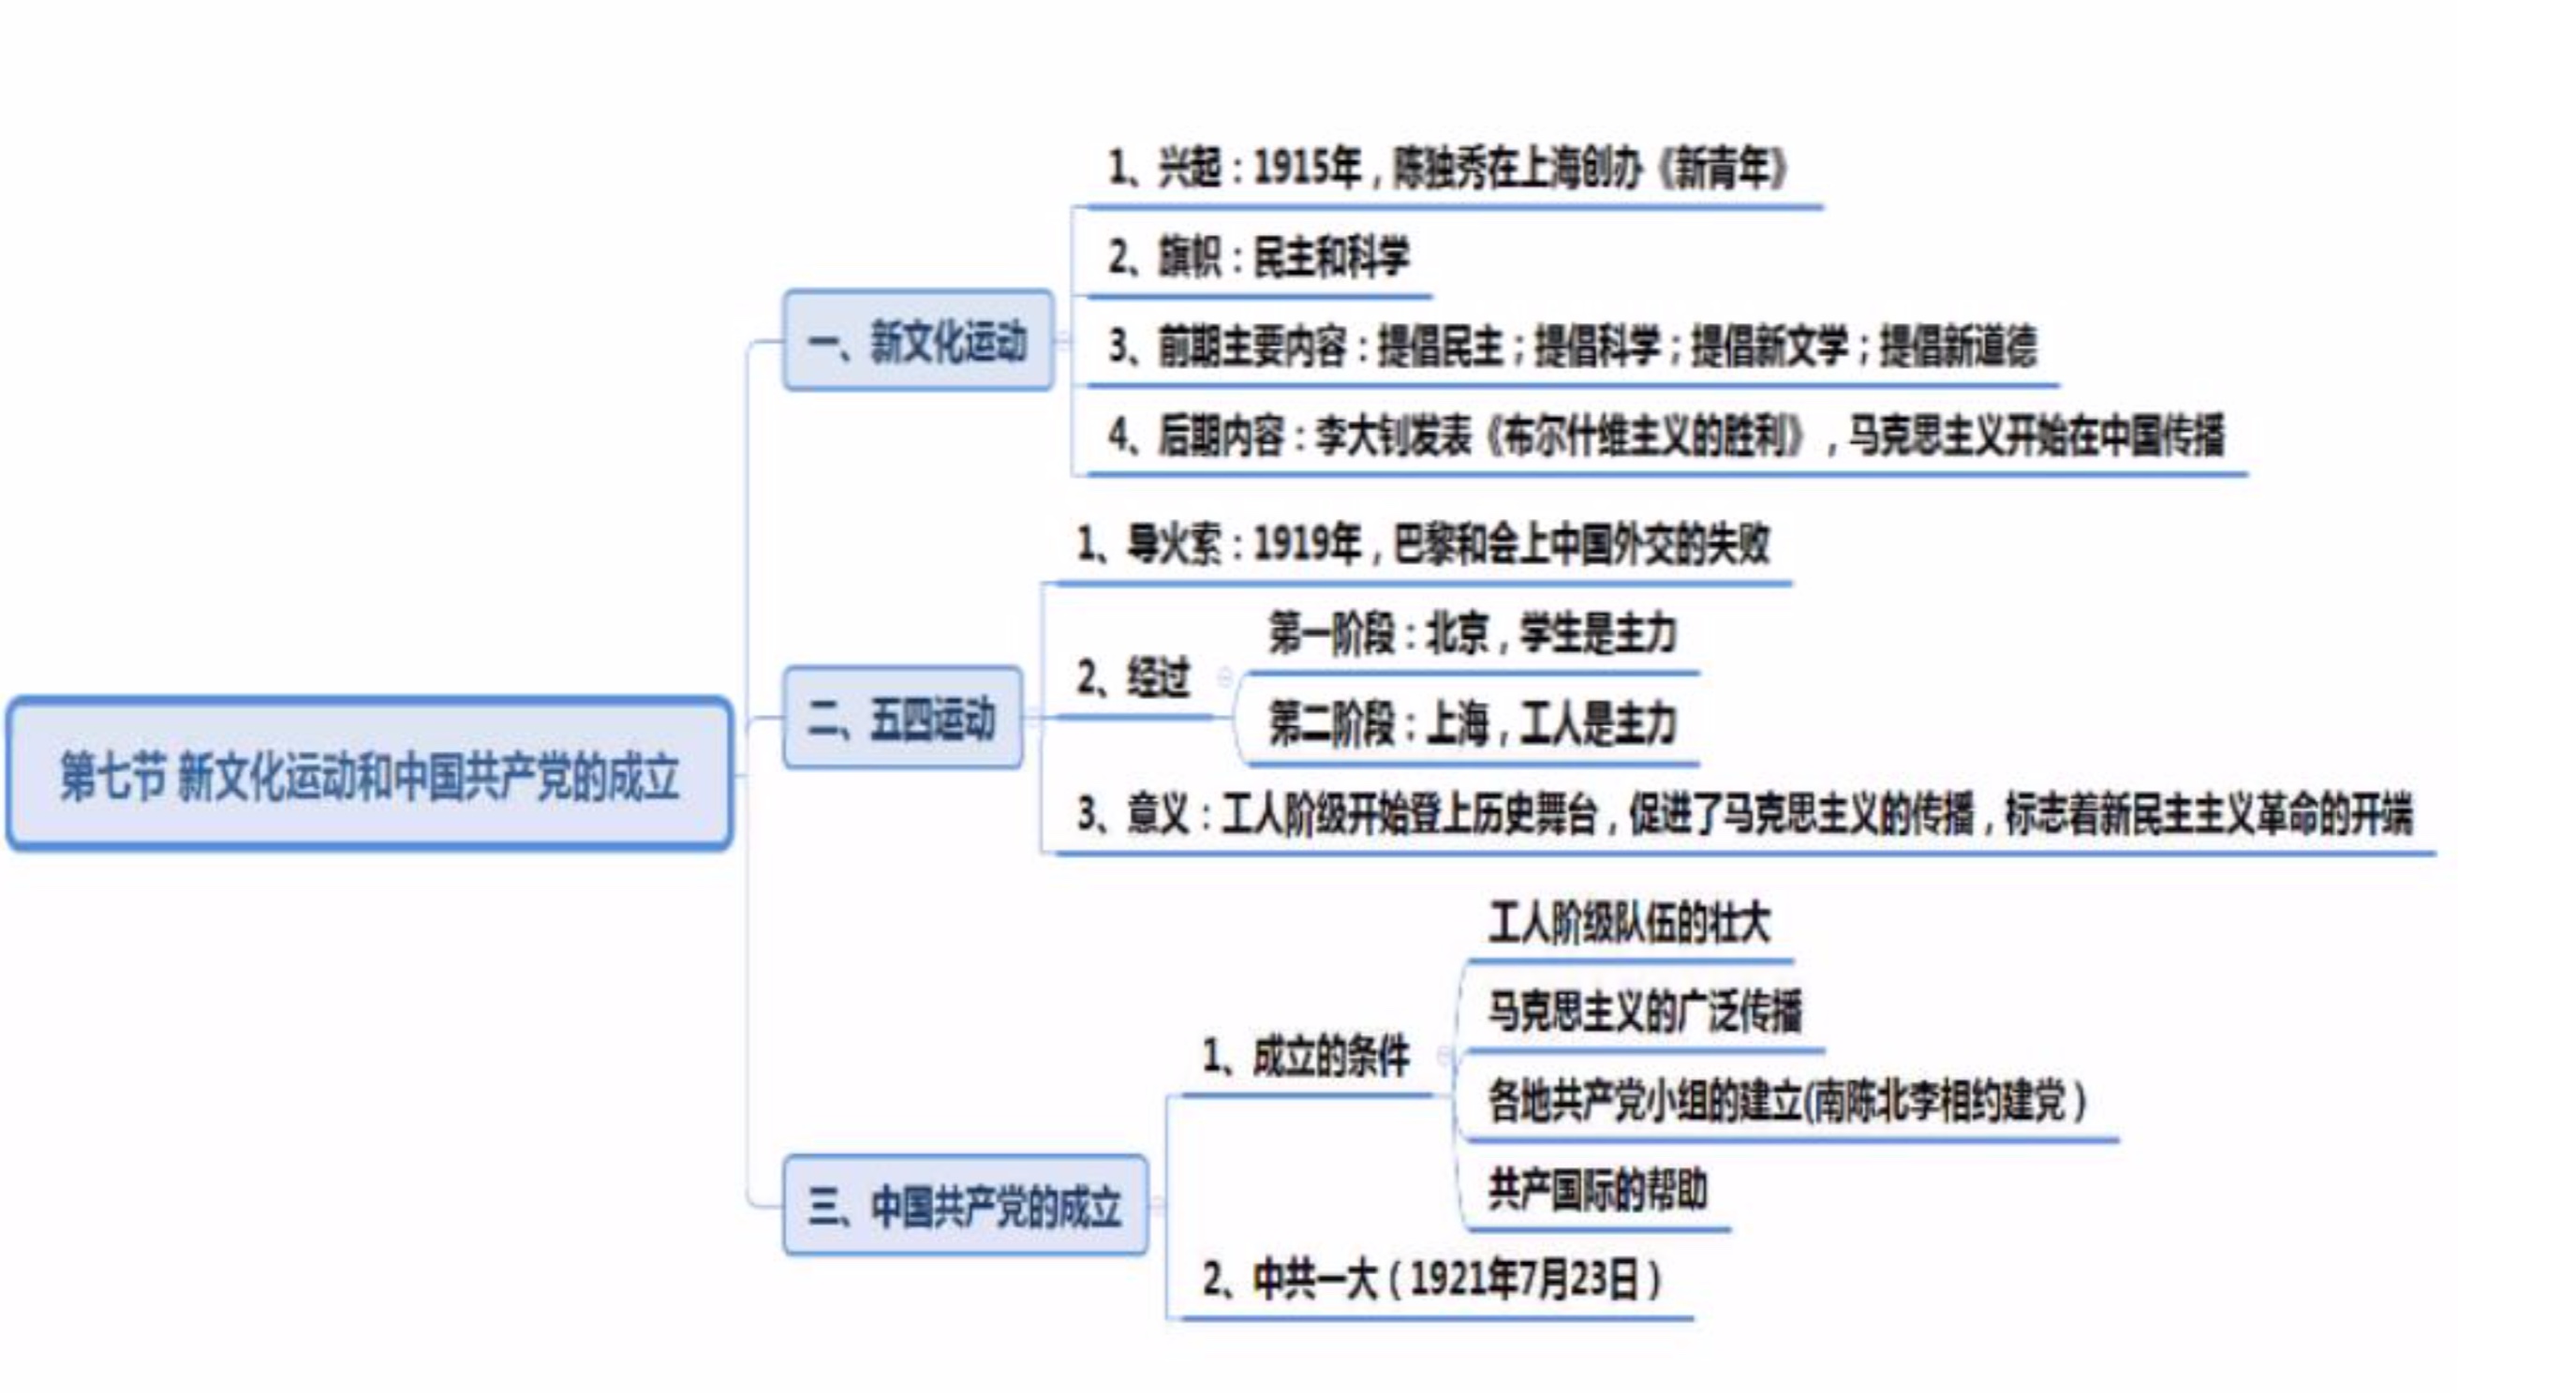 第七节 新文化运动和中国共产党的成立
一、新文化运动
1、兴起：1915年，陈独秀在上海创办《新青年》
2、旗帜：民主和科学
3、前期主要内容：提倡民主；提倡科学；提倡新文学；提倡新道德
4、后期内容：李大钊发表《布尔什维主义的胜利》，马克思主义开始在中国传播
二、五四运动
1、导火索：1919年，巴黎和会上中国外交的失败
2、经过
第一阶段：北京，学生是主力
第二阶段：上海，工人是主力
3、意义：工人阶级开始登上历史舞台，促进了马克思主义的传播，标志着新民主主义革命的开端
三、中国共产党的成立
1、成立的条件
工人阶级队伍的壮大
马克思主义的广泛传播
各地共产党小组的建立(南陈北李相约建党）
共产国际的帮助
2、中共一大（1921年7月23日）